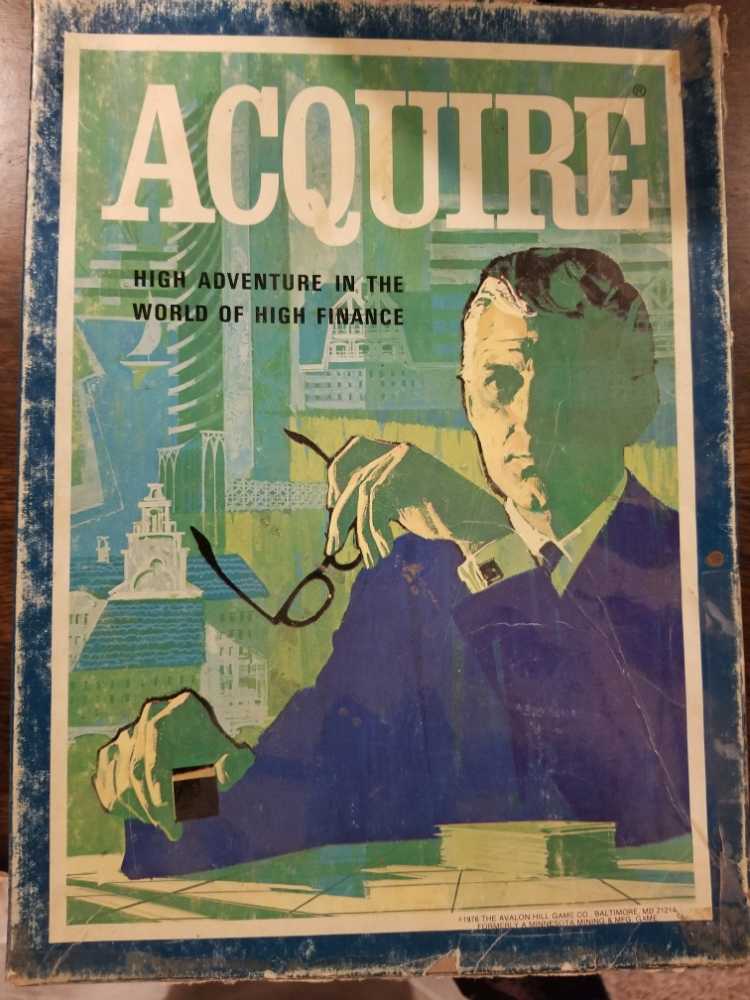 ACQUIRE®
HIGH ADVENTURE IN THE
WORLD OF HIGH FINANCE
©1976 THE AVALON HILL GAME CO. BALTIMORE, MD 21214
FORMERLY A MINNESOTA MINING & MFG. GAME